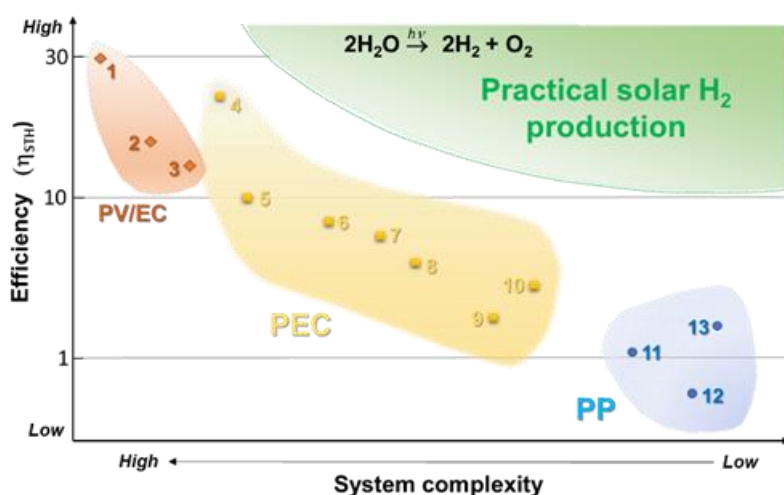 High
30
10
1
Low
Efficiency (η_STH)
2H₂O →hν 2H₂ + O₂
Practical solar H₂
production
1
2
3
PV/EC
4
5
6
7
8
9
10
PEC
11
12
13
PP
High
Low
System complexity